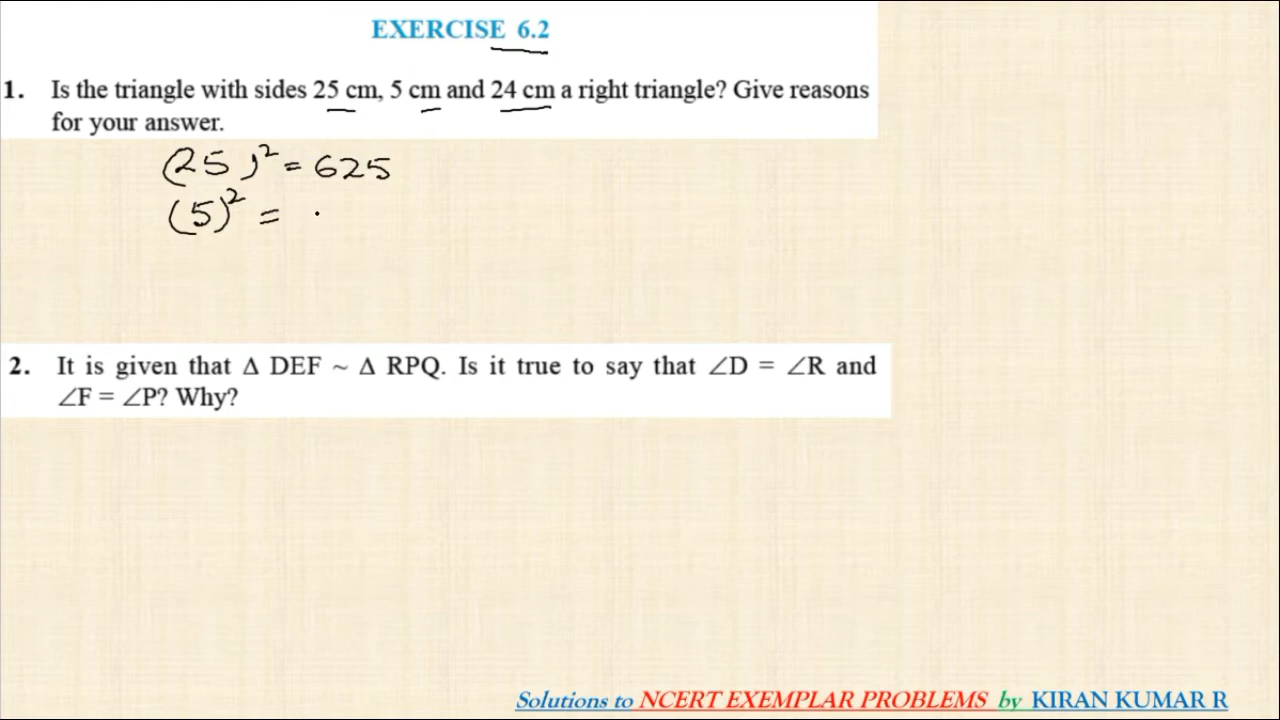 EXERCISE 6.2
1. Is the triangle with sides 25 cm, 5 cm and 24 cm a right triangle? Give reasons
for your answer.
(25)² = 625
(5)² =
2. It is given that Δ DEF ~ Δ RPQ. Is it true to say that ∠D = ∠R and
∠F = ∠P? Why?
Solutions to NCERT EXEMPLAR PROBLEMS by KIRAN KUMAR R